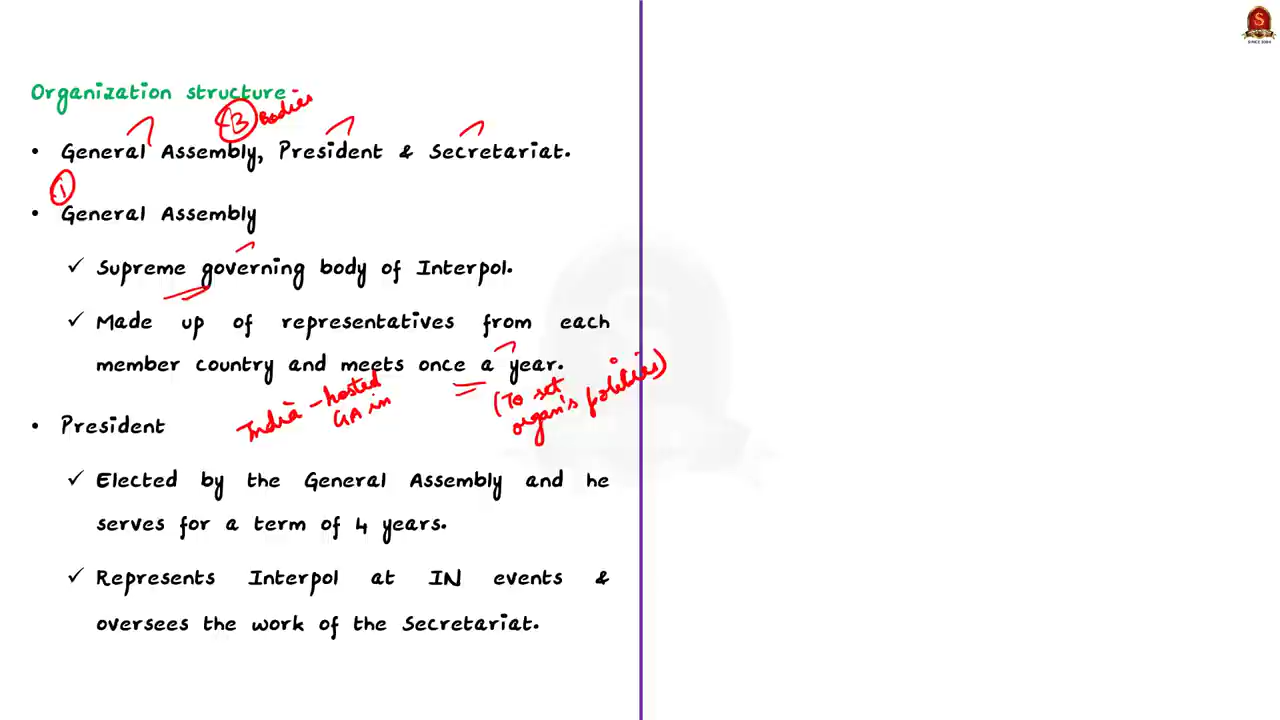 Organization structure
③ Bodies
• General Assembly, President & Secretariat.
①
• General Assembly
✓ Supreme governing body of Interpol.
✓ Made up of representatives from each
member country and meets once a year.
(To set
organ's policies)
India - hosted
GA in
• President
✓ Elected by the General Assembly and he
serves for a term of 4 years.
✓ Represents Interpol at IN events &
oversees the work of the Secretariat.
S
SINCE 2004